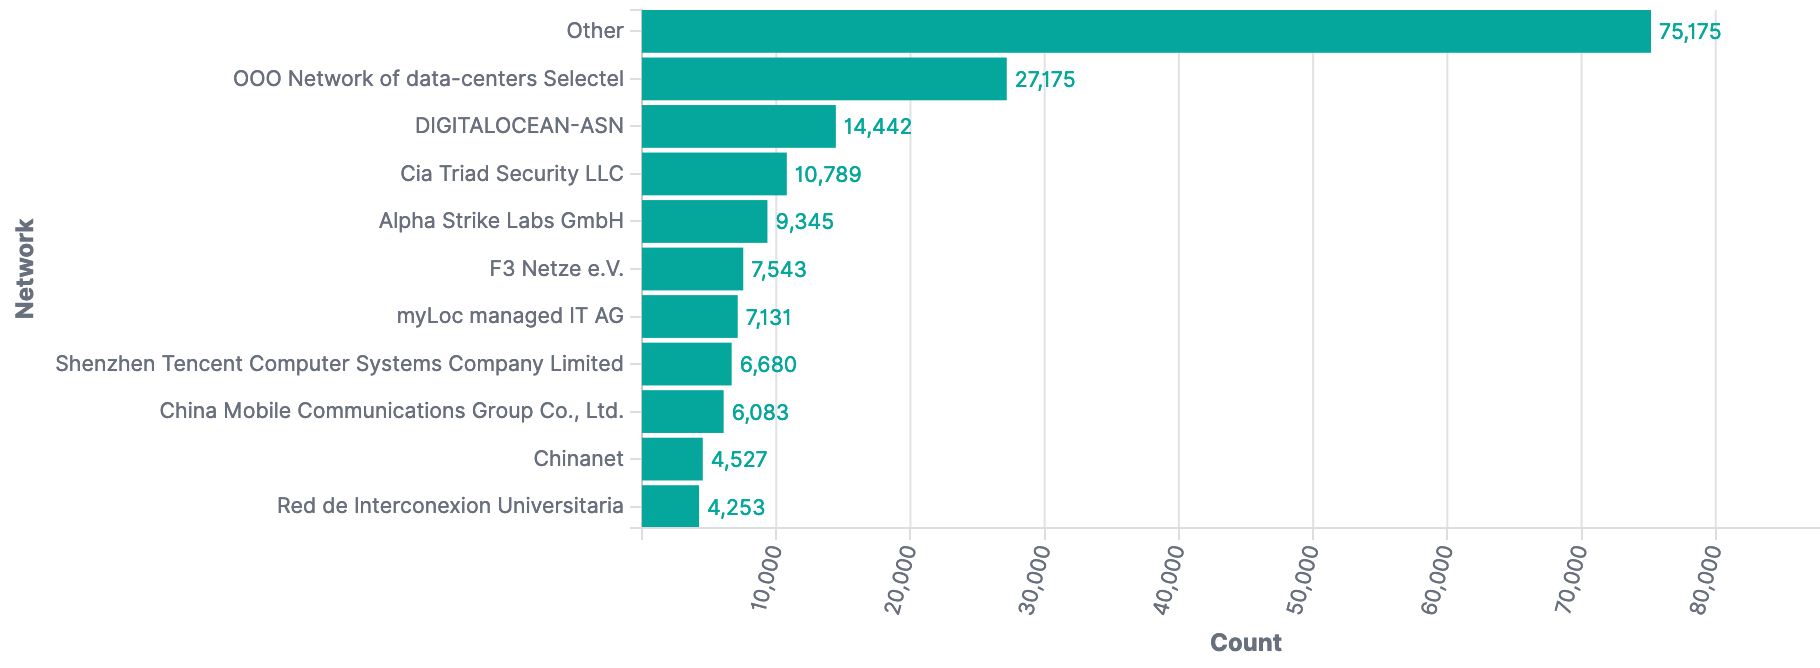 Network
Other 75,175
OOO Network of data-centers Selectel 27,175
DIGITALOCEAN-ASN 14,442
Cia Triad Security LLC 10,789
Alpha Strike Labs GmbH 9,345
F3 Netze e.V. 7,543
myLoc managed IT AG 7,131
Shenzhen Tencent Computer Systems Company Limited 6,680
China Mobile Communications Group Co., Ltd. 6,083
Chinanet 4,527
Red de Interconexion Universitaria 4,253
10,000 20,000 30,000 40,000 50,000 60,000 70,000 80,000
Count